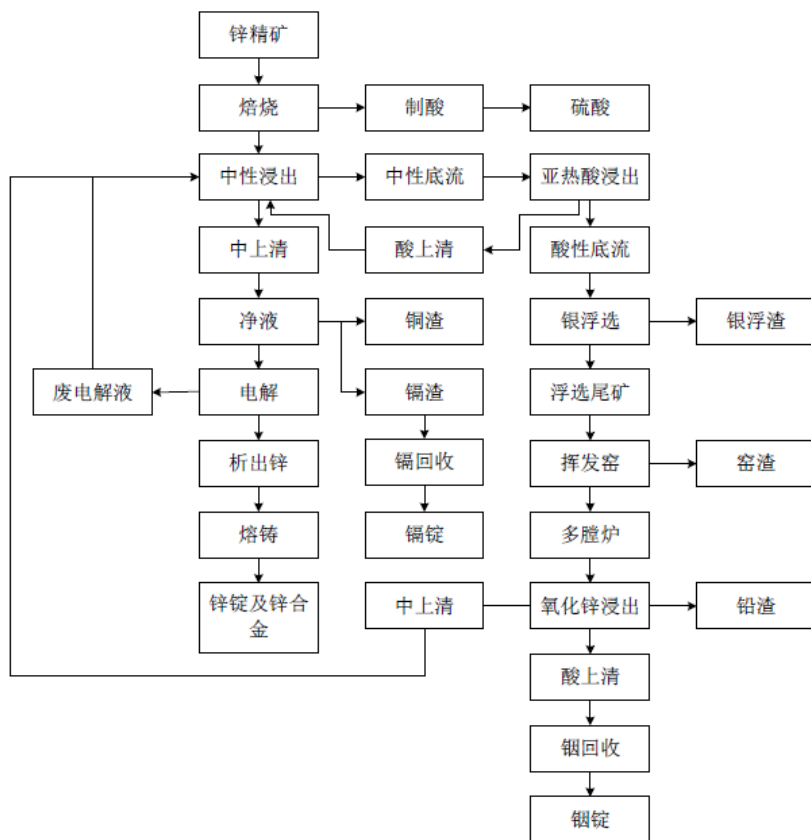 锌精矿
焙烧
制酸
硫酸
中性浸出
中性底流
亚热酸浸出
中上清
酸上清
酸性底流
净液
铜渣
银浮选
银浮渣
废电解液
电解
镉渣
浮选尾矿
析出锌
镉回收
挥发窑
窑渣
熔铸
镉锭
多膛炉
锌锭及锌合
金
中上清
氧化锌浸出
铅渣
酸上清
铟回收
铟锭